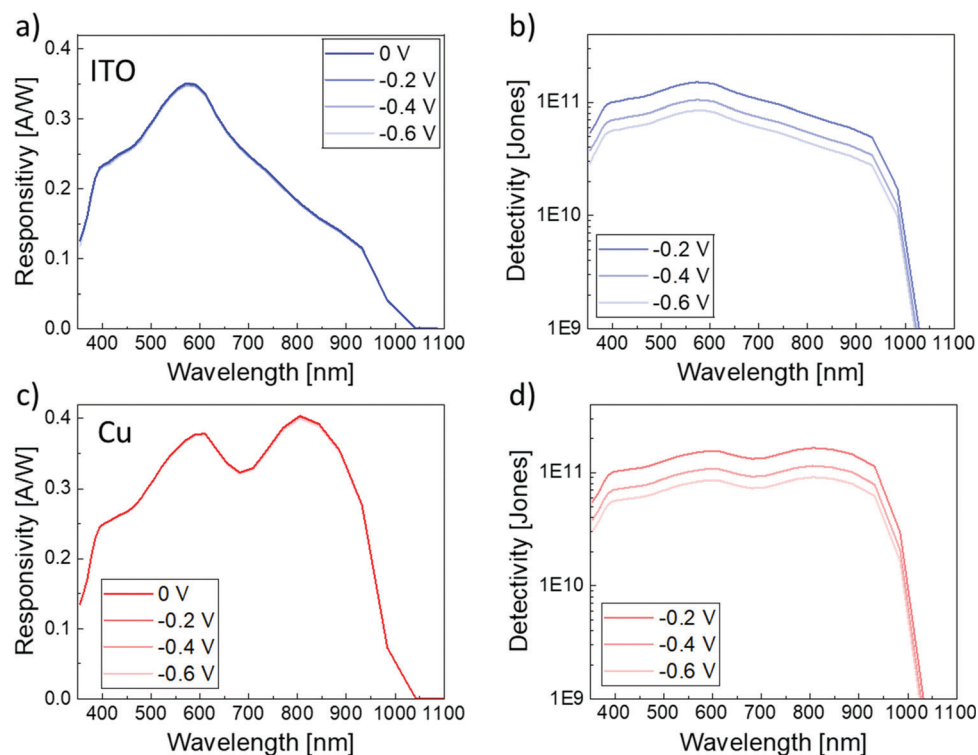 a)
ITO
0 V
-0.2 V
-0.4 V
-0.6 V
Responsitivy [A/W]
0.4
0.3
0.2
0.1
0.0
400 500 600 700 800 900 1000 1100
Wavelength [nm]
b)
Detectivity [Jones]
1E11
1E10
1E9
-0.2 V
-0.4 V
-0.6 V
400 500 600 700 800 900 1000 1100
Wavelength [nm]
c)
Cu
Responsivity [A/W]
0.4
0.3
0.2
0.1
0.0
0 V
-0.2 V
-0.4 V
-0.6 V
400 500 600 700 800 900 1000 1100
Wavelength [nm]
d)
Detectivity [Jones]
1E11
1E10
1E9
-0.2 V
-0.4 V
-0.6 V
400 500 600 700 800 900 1000 1100
Wavelength [nm]